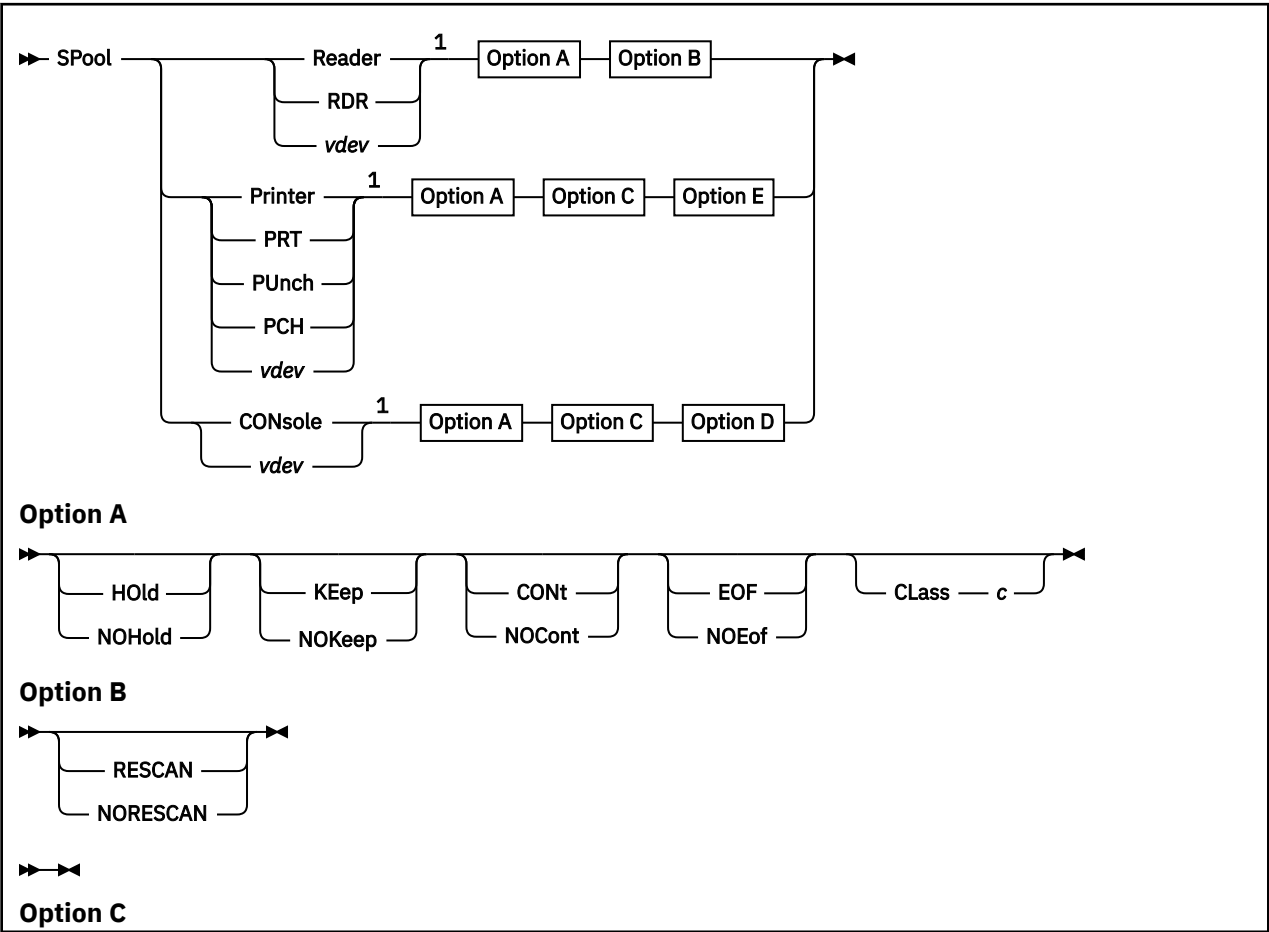 SPool Reader 1 Option A Option B
RDR
vdev
Printer 1 Option A Option C Option E
PRT
PUnch
PCH
vdev
CONsole 1 Option A Option C Option D
vdev
Option A
HOld KEep CONt EOF CLass c
NOHold NOKeep NOCont NOEof
Option B
RESCAN
NORESCAN
Option C